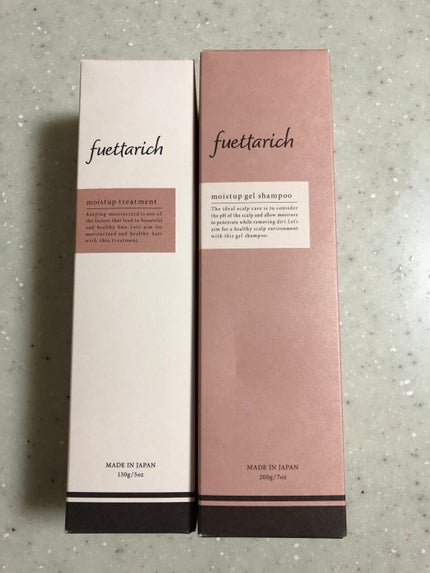 fuettarich
moistup treatment
Keeping moisturized is one of
the factors that lead to beautiful
and healthy hair. Let's aim for
moisturized and healthy hair
with this treatment.
MADE IN JAPAN
150g/5oz
fuettarich
moistup gel shampoo
The ideal scalp care is to consider
the pH of the scalp and allow moisture
to penetrate while removing dirt. Let's
aim for a healthy scalp environment
with this gel shampoo.
MADE IN JAPAN
200g/7oz